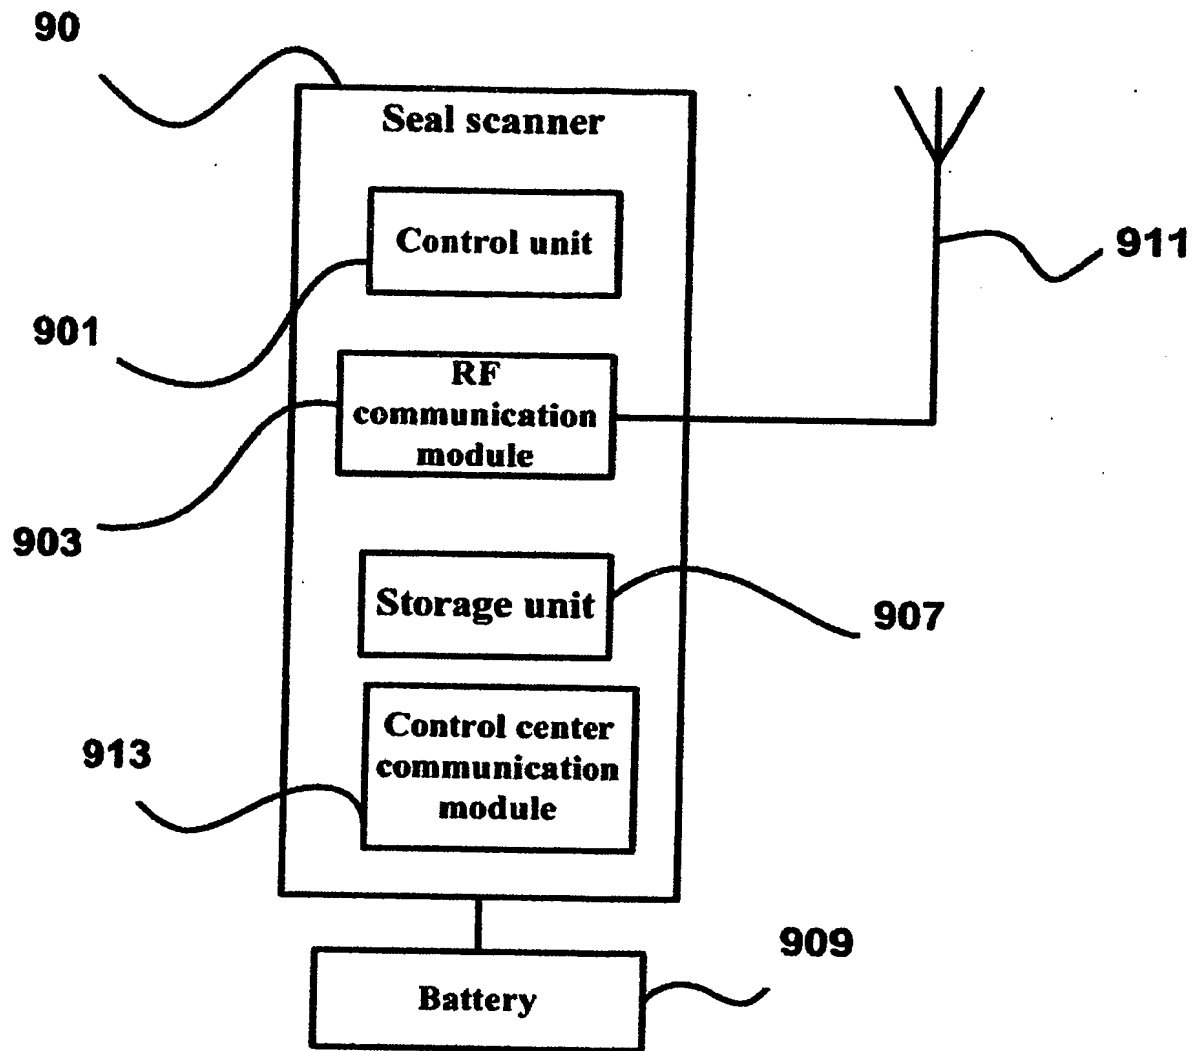 90
Seal scanner
Control unit
911
901
RF
communication
module
903
Storage unit
907
Control center
communication
module
913
909
Battery